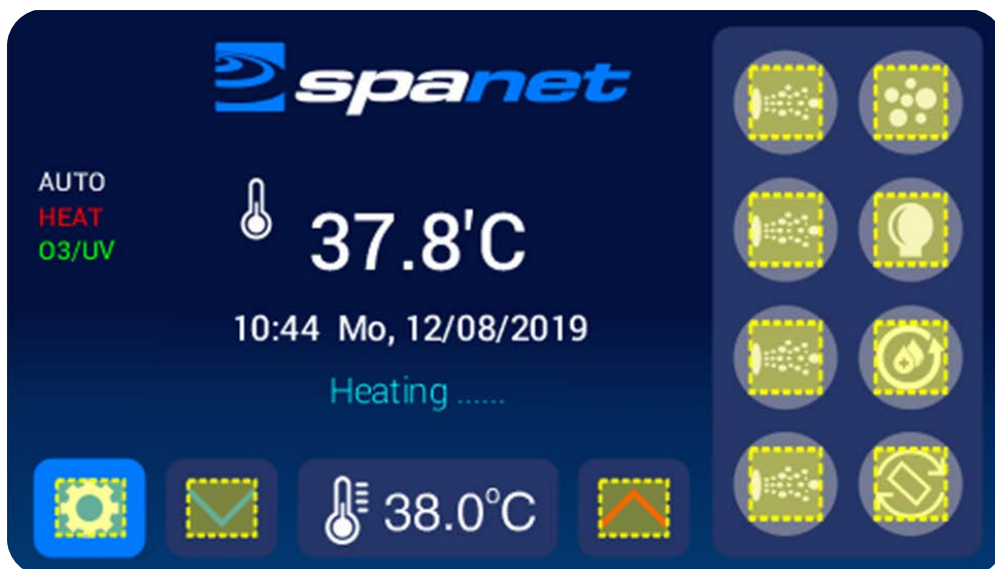 spanet
AUTO
HEAT
O3/UV
37.8'C
10:44 Mo, 12/08/2019
Heating ......
38.0°C